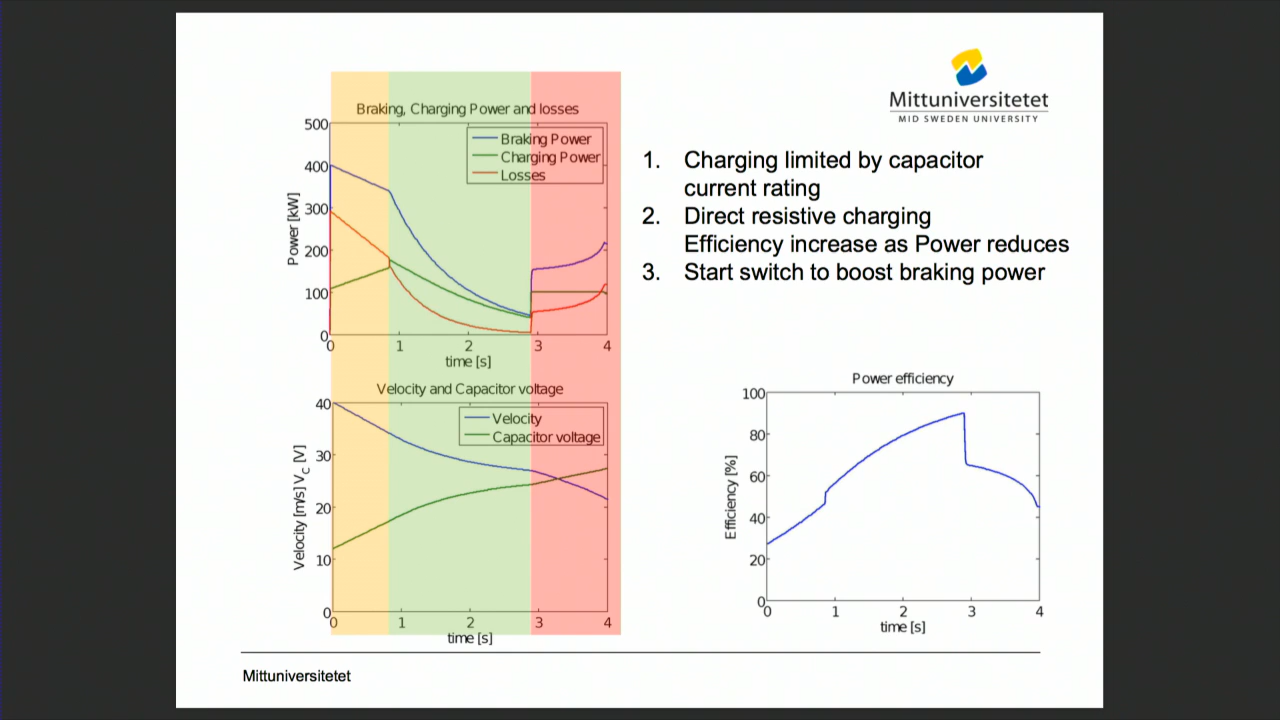 Mittuniversitetet
MID SWEDEN UNIVERSITY
Braking, Charging Power and losses
Braking Power
Charging Power
Losses
Power [kW]
500
400
300
200
100
0
0 1 2 3 4
time [s]
1. Charging limited by capacitor
current rating
2. Direct resistive charging
Efficiency increase as Power reduces
3. Start switch to boost braking power
Velocity and Capacitor voltage
Velocity
Capacitor voltage
Velocity [m/s] V_C [V]
40
30
20
10
0
0 1 2 3 4
time [s]
Power efficiency
Efficiency [%]
100
80
60
40
20
0
0 1 2 3 4
time [s]
Mittuniversitetet